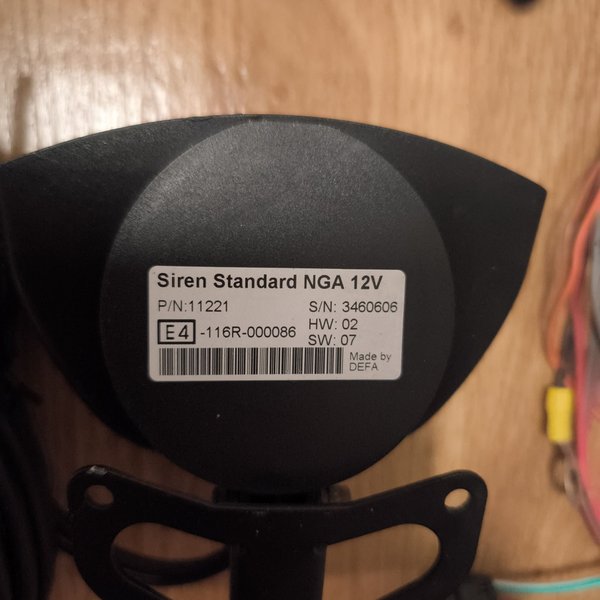 Siren Standard NGA 12V
P/N:11221
S/N: 3460606
E4 -116R-000086
HW: 02
SW: 07
Made by
DEFA